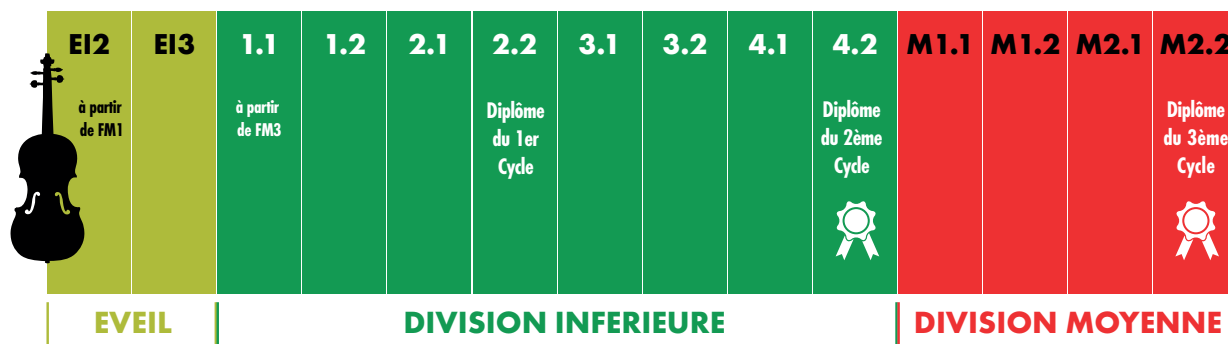 EI2 EI3 1.1 1.2 2.1 2.2 3.1 3.2 4.1 4.2 M1.1 M1.2 M2.1 M2.2
à partir
de FM1
à partir
de FM3
Diplôme
du 1er
Cycle
Diplôme
du 2ème
Cycle
Diplôme
du 3ème
Cycle
EVEIL DIVISION INFERIEURE DIVISION MOYENNE